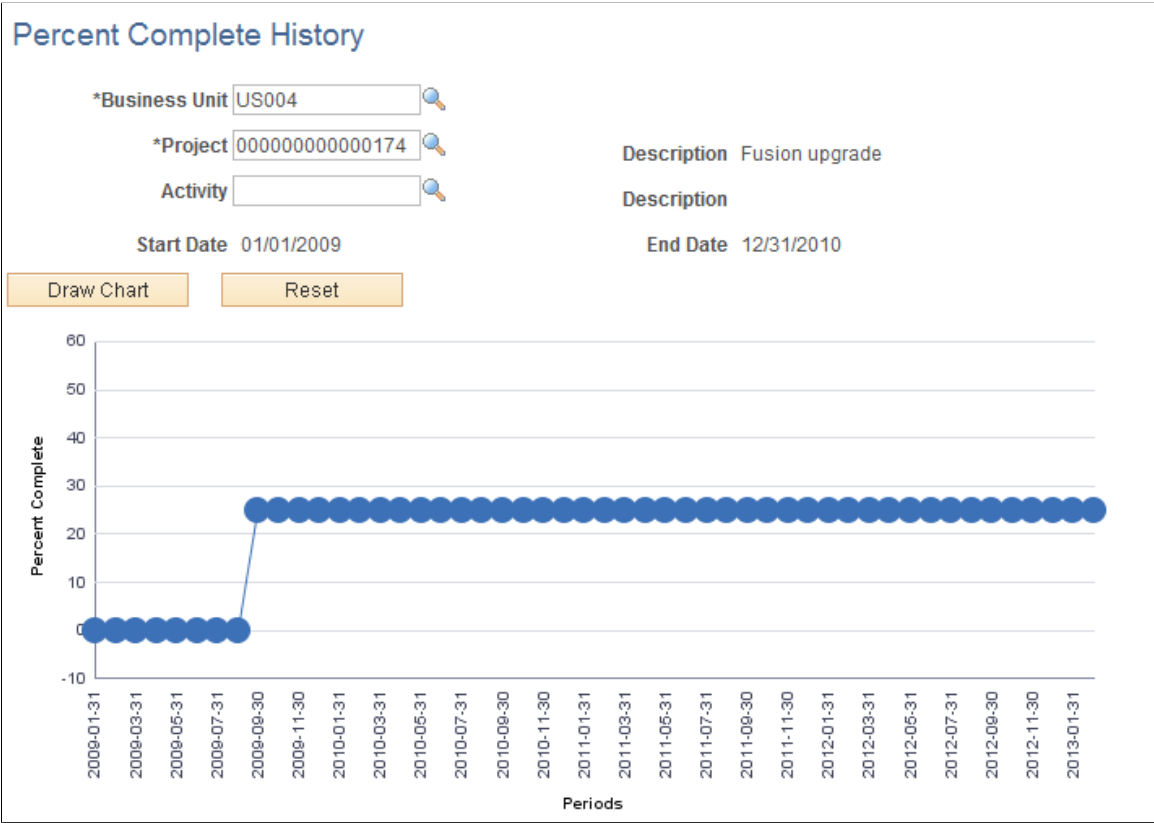 Percent Complete History
*Business Unit US004
*Project 000000000000174
Description Fusion upgrade
Activity
Description
Start Date 01/01/2009
End Date 12/31/2010
Draw Chart
Reset
60
50
40
30
20
10
0
-10
Percent Complete
2009-01-31
2009-03-31
2009-05-31
2009-07-31
2009-09-30
2009-11-30
2010-01-31
2010-03-31
2010-05-31
2010-07-31
2010-09-30
2010-11-30
2011-01-31
2011-03-31
2011-05-31
2011-07-31
2011-09-30
2011-11-30
2012-01-31
2012-03-31
2012-05-31
2012-07-31
2012-09-30
2012-11-30
2013-01-31
Periods